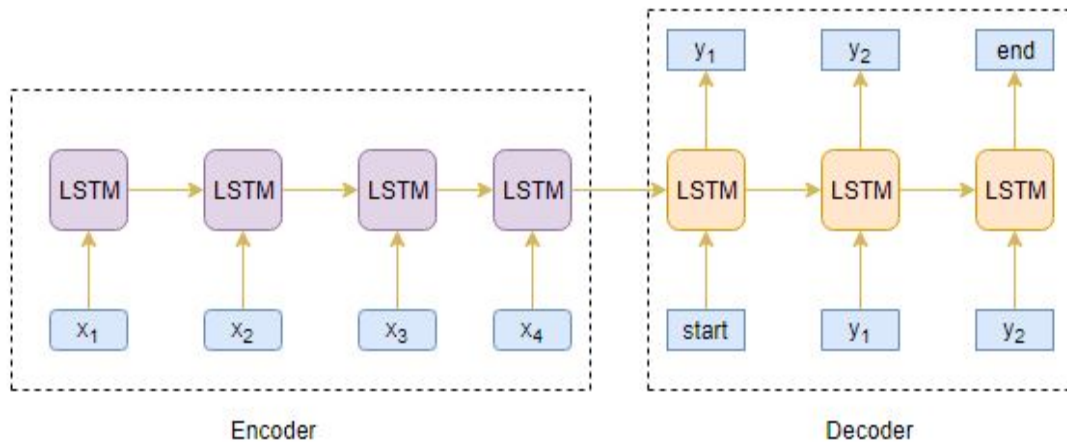 y₁ y₂ end
LSTM LSTM LSTM LSTM LSTM LSTM LSTM
x₁ x₂ x₃ x₄ start y₁ y₂
Encoder Decoder